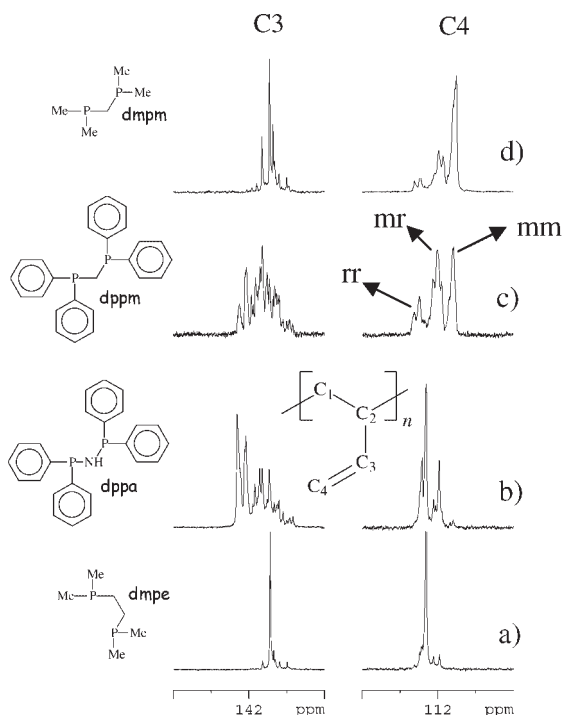 C3 C4
Me
P Me
Me P
Me
dmpm
d)
mr
mm
rr
P
P
dppm
c)
C1
C2
n
C3
C4
P
P NH
dppa
b)
Me
Me P
dmpe
P Me
Me
a)
142 ppm 112 ppm